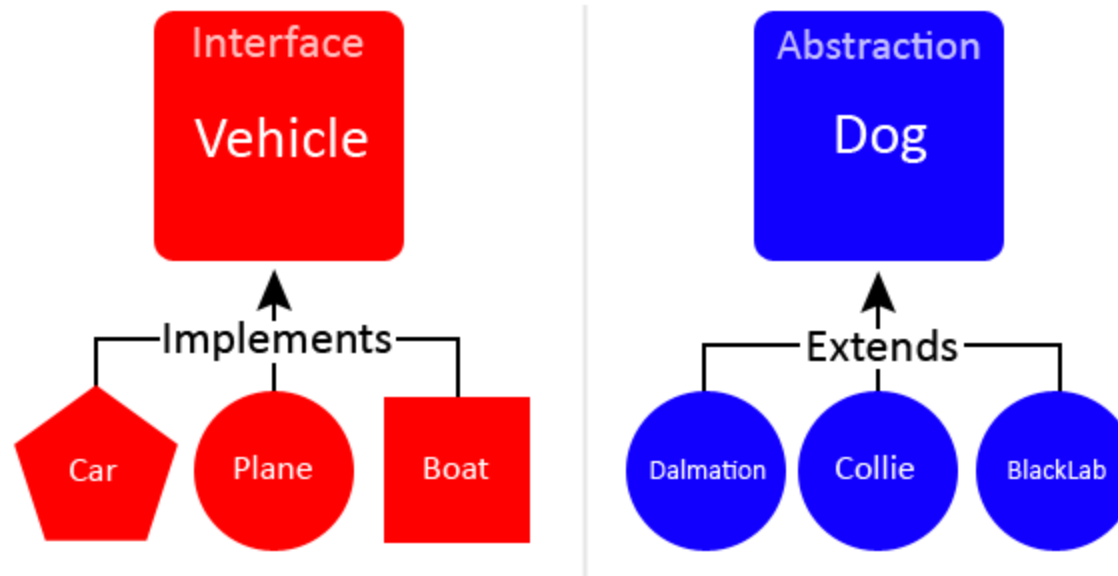 Interface
Vehicle
Implements
Car
Plane
Boat
Abstraction
Dog
Extends
Dalmation
Collie
BlackLab